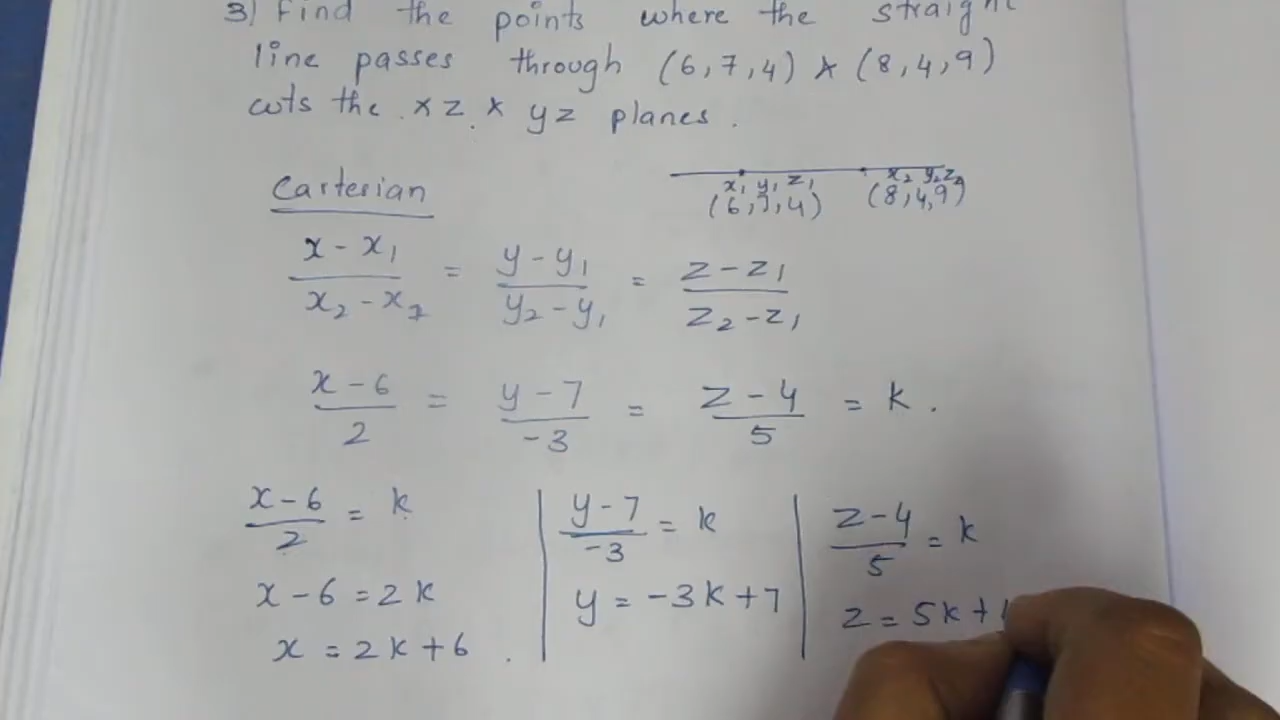 3) Find the points where the straight
line passes through (6,7,4) & (8,4,9)
cuts the xz & yz planes.
Carterian
x₁ y₁ z₁ x₂ y₂ z₂
(6,7,4) (8,4,9)
x - x₁ / x₂ - x₁ = y - y₁ / y₂ - y₁ = z - z₁ / z₂ - z₁
x - 6 / 2 = y - 7 / -3 = z - 4 / 5 = k.
x - 6 / 2 = k | y - 7 / -3 = k | z - 4 / 5 = k
x - 6 = 2k | y = -3k + 7 | z = 5k +
x = 2k + 6.